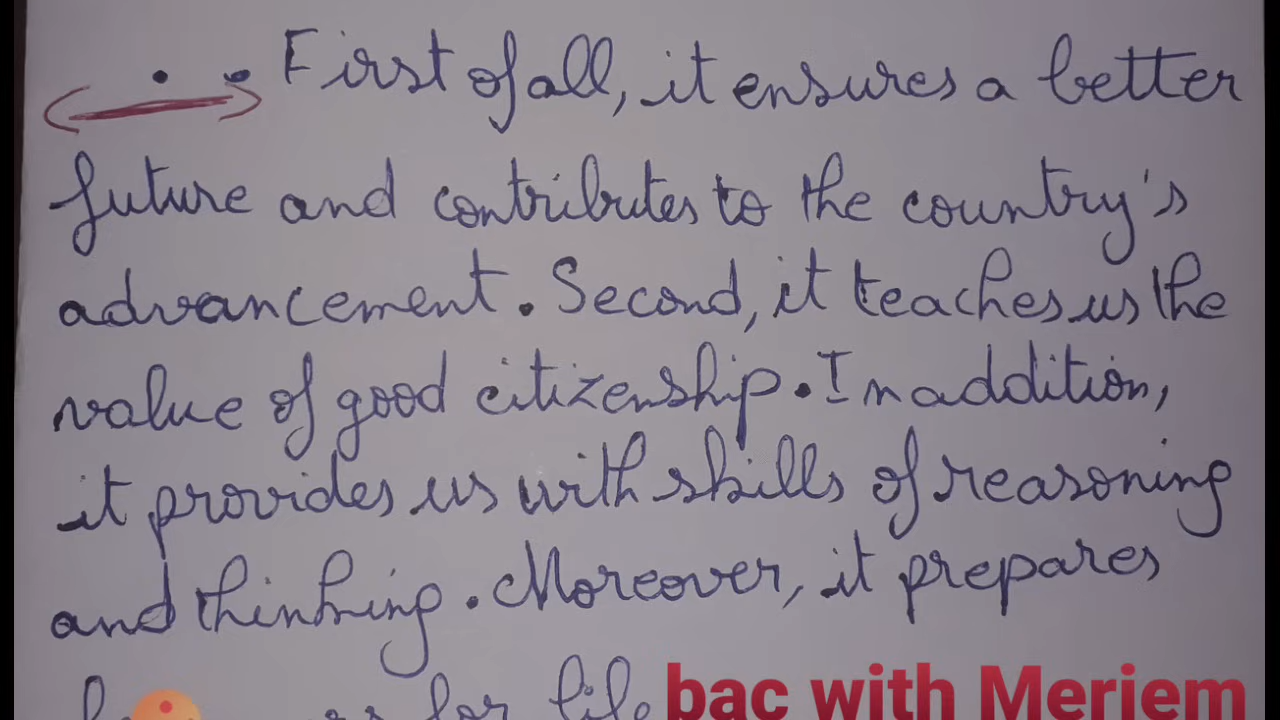 . . First of all, it ensures a better
future and contributes to the country's
advancement. Second, it teaches us the
value of good citizenship. In addition,
it provides us with skills of reasoning
and thinking. Moreover, it prepares
for life
bac with Meriem